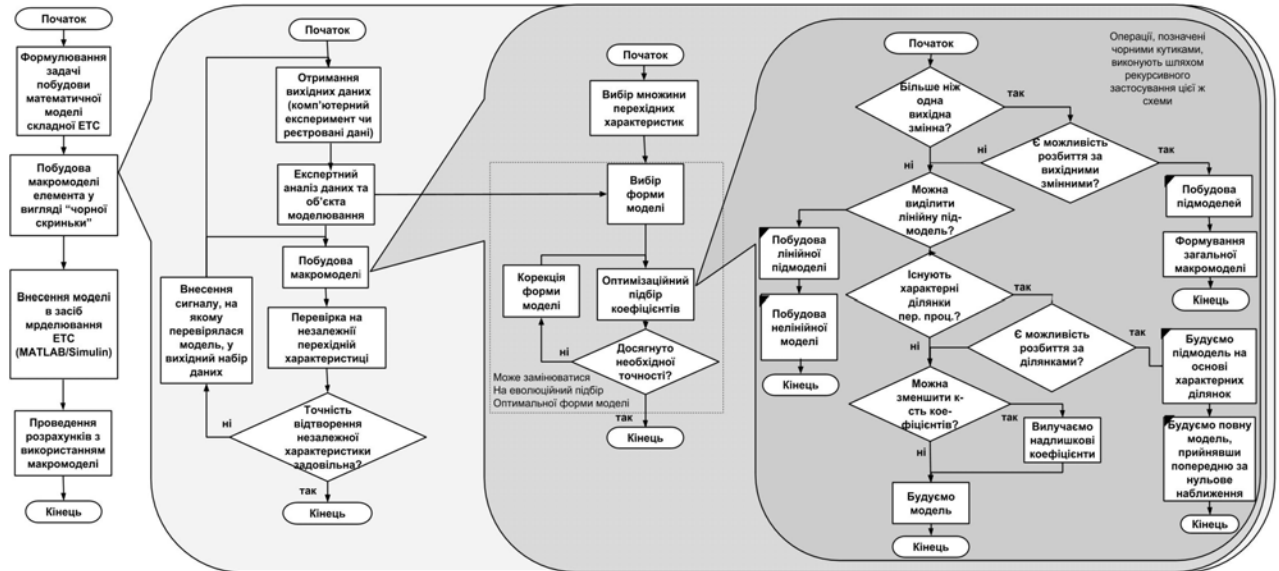 Початок
Формулювання
задачі
побудови
математичної
моделі
складної ЕТС
Побудова
макромоделі
елемента у
вигляді “чорної
скриньки”
Внесення моделі
в засіб
мрделювання
ЕТС
(MATLAB/Simulin)
Проведення
розрахунків з
використанням
макромоделі
Кінець
Початок
Отримання
вихідних даних
(комп’ютерний
експеримент чи
реєстровані дані)
Експертний
аналіз даних та
об’єкта
моделювання
Побудова
макромоделі
Внесення
сигналу, на
якому
перевірялася
модель, у
вихідний набір
даних
Перевірка на
незалежнії
перехідній
характеристиці
ні
Точність
відтворення
незалежної
характеристики
задовільна?
так
Кінець
Початок
Вибір множини
перехідних
характеристик
Вибір
форми
моделі
Корекція
форми
моделі
Оптимізаційний
підбір
коефіцієнтів
ні
Досягнуто
необхідної
точності?
Може замінюватися
На еволюційний підбір
Оптимальної форми моделі
так
Кінець
Початок
Операції, позначені
чорними кутиками,
виконують шляхом
рекурсивного
застосування цієї ж
схеми
Більше ніж
одна
вихідна
змінна?
так
ні
ні
Є можливість
розбиття за
вихідними
змінними?
так
Побудова
підмоделей
Формування
загальної
макромоделі
Кінець
Можна
виділити
лінійну під-
модель?
Побудова
лінійної
підмоделі
Побудова
нелінійної
моделі
Кінець
Існують
характерні
ділянки
пер. проц.?
так
ні
Є можливість
розбиття за
ділянками?
так
Будуємо
підмодель на
основі
характерних
ділянок
Будуємо повну
модель,
прийнявши
попередню за
нульове
наближення
Кінець
Можна
зменшити к-
сть кое-
фіцієнтів?
так
ні
Вилучаємо
надлишкові
коефіцієнти
Будуємо
модель
Кінець